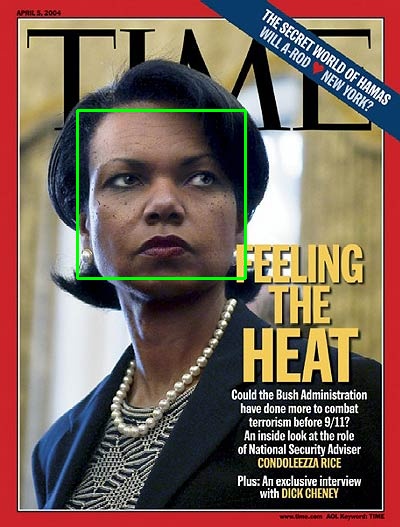 APRIL 5, 2004
THE SECRET WORLD OF HAMAS
WILL A-ROD ♥ NEW YORK?
TIME
FEELING
THE
HEAT
Could the Bush Administration
have done more to combat
terrorism before 9/11?
An inside look at the role
of National Security Adviser
CONDOLEEZZA RICE
Plus: An exclusive interview
with DICK CHENEY
www.time.com AOL Keyword: TIME